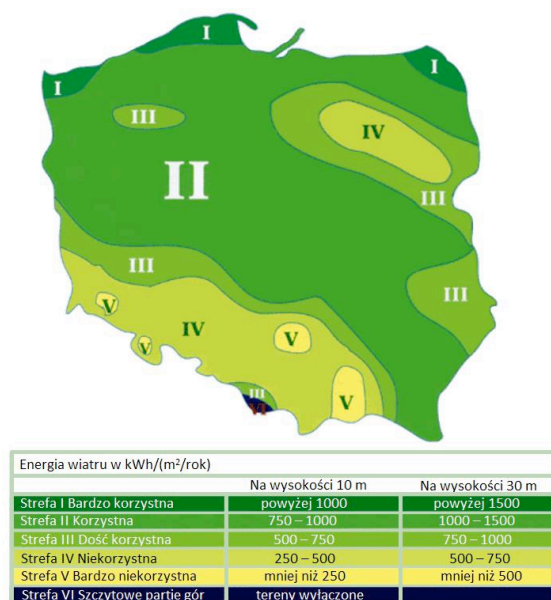 I
I
I
III
IV
II
III
III
III
V
IV
V
V
V
III
VI
Energia wiatru w kWh/(m²/rok)
Na wysokości 10 m Na wysokości 30 m
Strefa I Bardzo korzystna powyżej 1000 powyżej 1500
Strefa II Korzystna 750 – 1000 1000 – 1500
Strefa III Dość korzystna 500 – 750 750 – 1000
Strefa IV Niekorzystna 250 – 500 500 – 750
Strefa V Bardzo niekorzystna mniej niż 250 mniej niż 500
Strefa VI Szczytowe partie gór tereny wyłączone